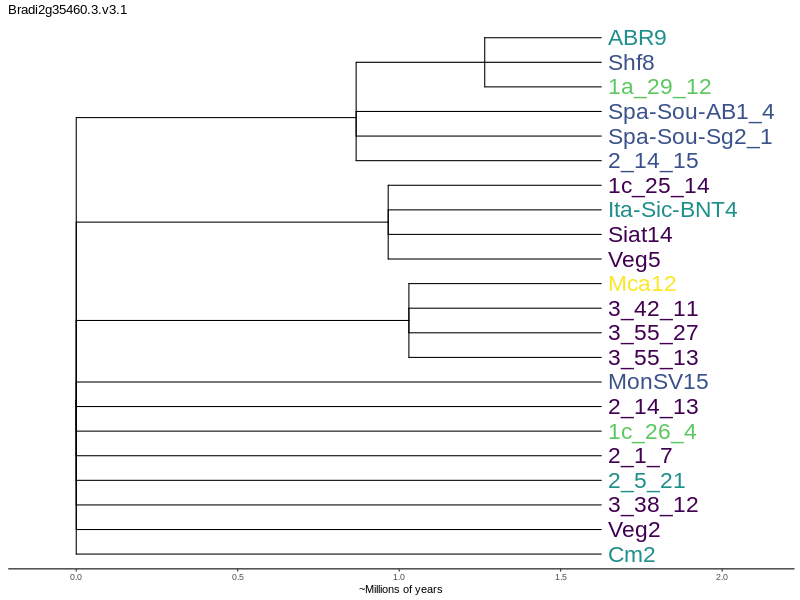 Bradi2g35460.3.v3.1
ABR9
Shf8
1a_29_12
Spa-Sou-AB1_4
Spa-Sou-Sg2_1
2_14_15
1c_25_14
Ita-Sic-BNT4
Siat14
Veg5
Mca12
3_42_11
3_55_27
3_55_13
MonSV15
2_14_13
1c_26_4
2_1_7
2_5_21
3_38_12
Veg2
Cm2
0.0 0.5 1.0 1.5 2.0
~Millions of years